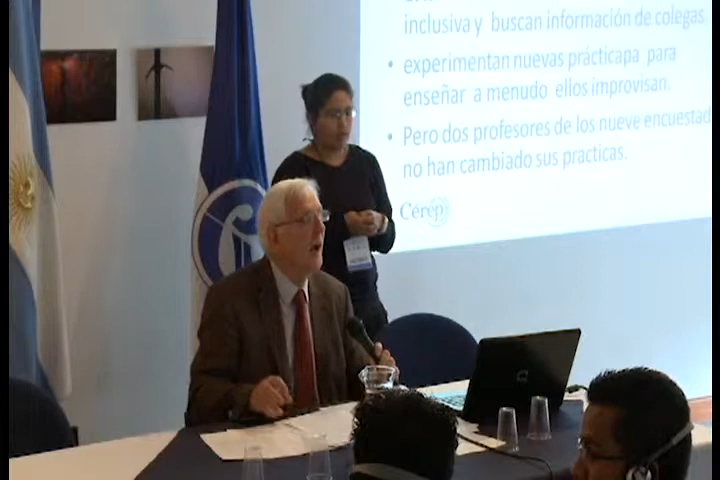 inclusiva y buscan información de colegas.
• experimentan nuevas prácticapa para
enseñar a menudo ellos improvisan.
• Pero dos profesores de los nueve encuestad
no han cambiado sus practicas.
Cérep